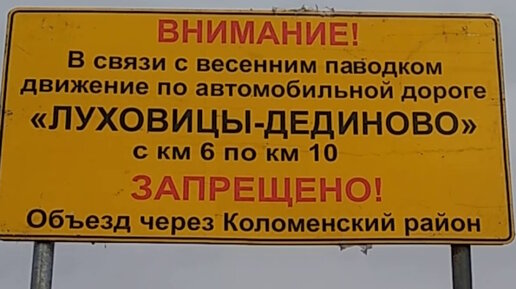 ВНИМАНИЕ!
В связи с весенним паводком
движение по автомобильной дороге
«ЛУХОВИЦЫ-ДЕДИНОВО»
с км 6 по км 10
ЗАПРЕЩЕНО!
Объезд через Коломенский район